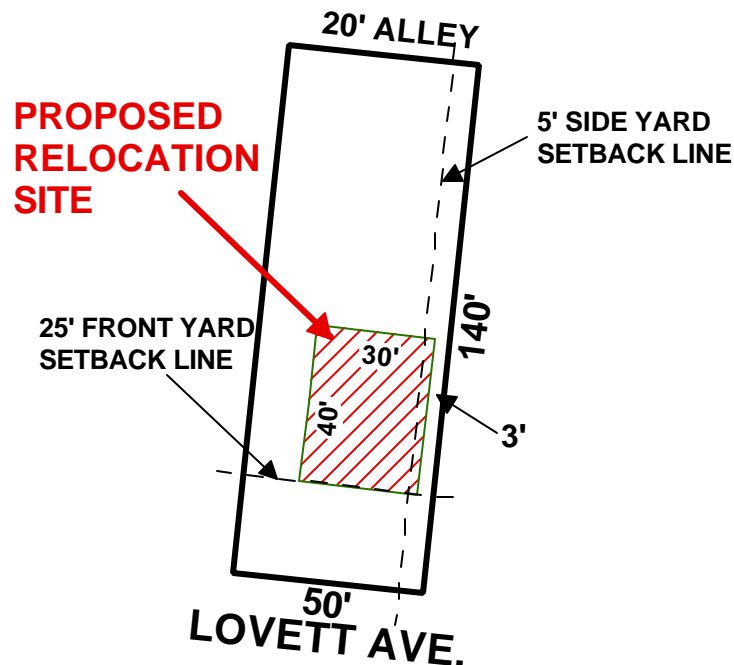 20' ALLEY
PROPOSED
RELOCATION
SITE
5' SIDE YARD
SETBACK LINE
25' FRONT YARD
SETBACK LINE
30'
140'
40'
3'
50'
LOVETT AVE.